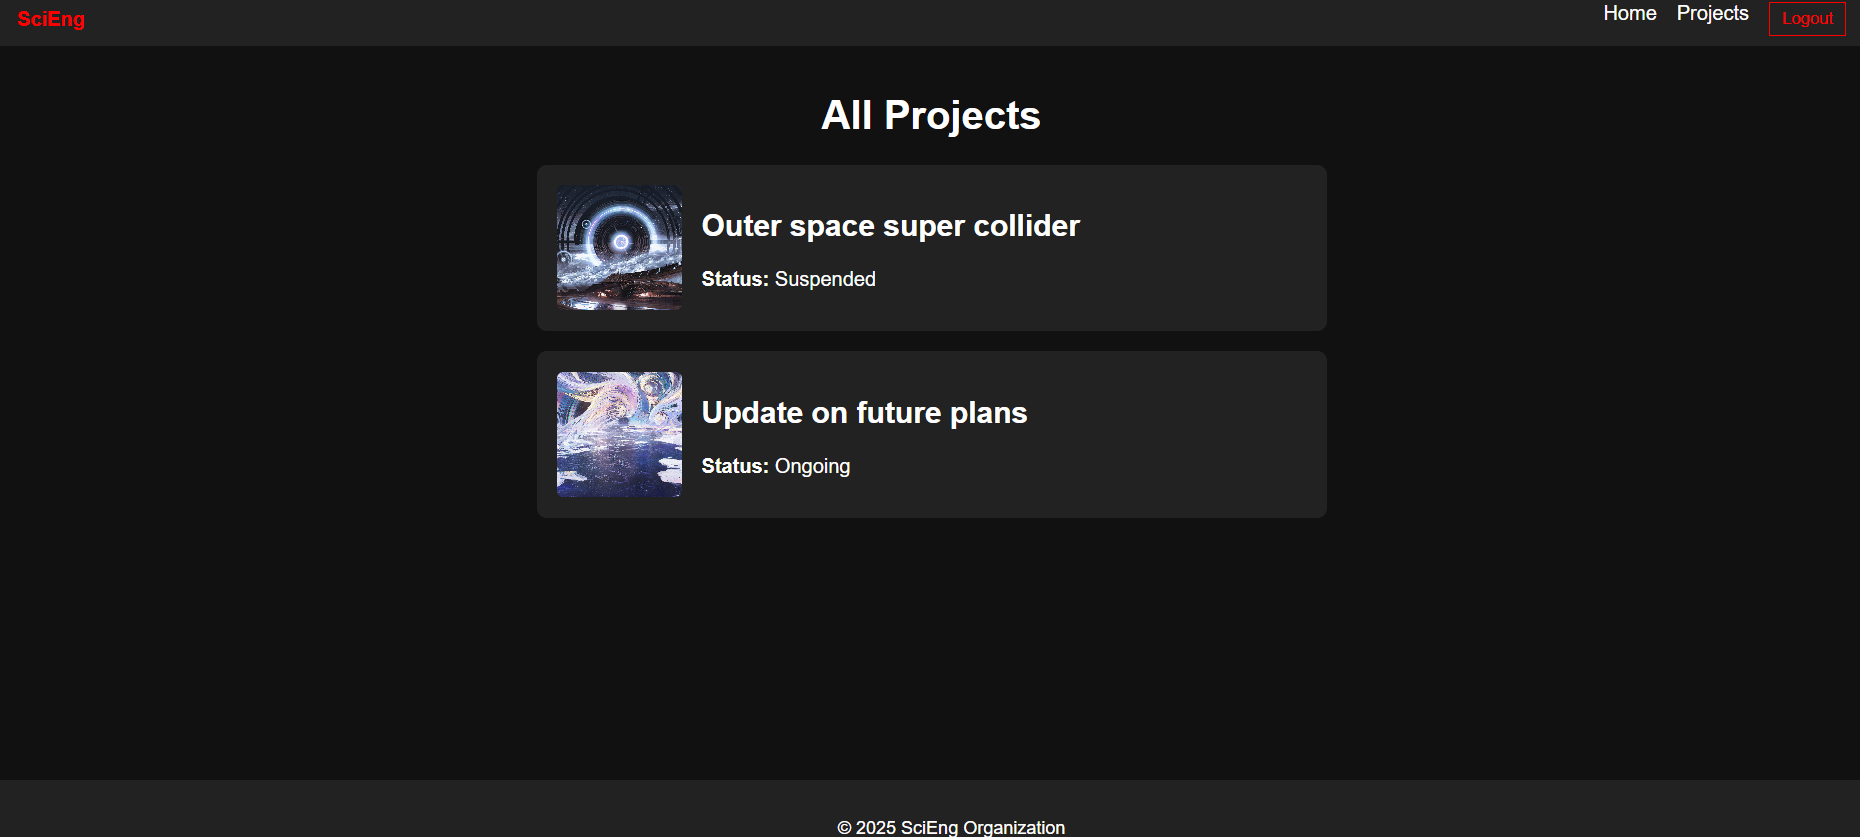 SciEng
Home Projects Logout
All Projects
Outer space super collider
Status: Suspended
Update on future plans
Status: Ongoing
© 2025 SciEng Organization